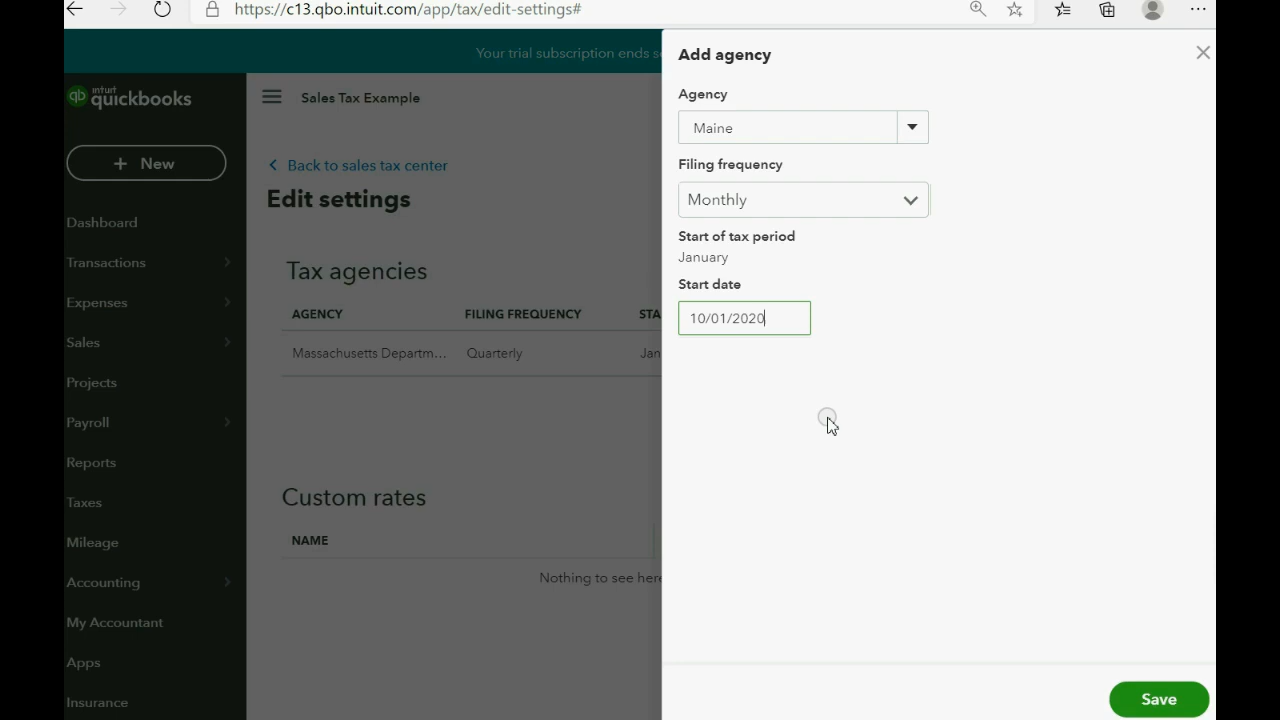 https://c13.qbo.intuit.com/app/tax/edit-settings#
Your trial subscription ends
Add agency
intuit
qb quickbooks
Sales Tax Example
Agency
Maine
+ New
Back to sales tax center
Filing frequency
Edit settings
Monthly
Dashboard
Start of tax period
January
Transactions
Tax agencies
Start date
Expenses
AGENCY FILING FREQUENCY STA
10/01/2020
Sales
Massachusetts Departm... Quarterly Jan
Projects
Payroll
Reports
Custom rates
Taxes
Mileage
NAME
Accounting
Nothing to see here
My Accountant
Apps
Insurance
Save